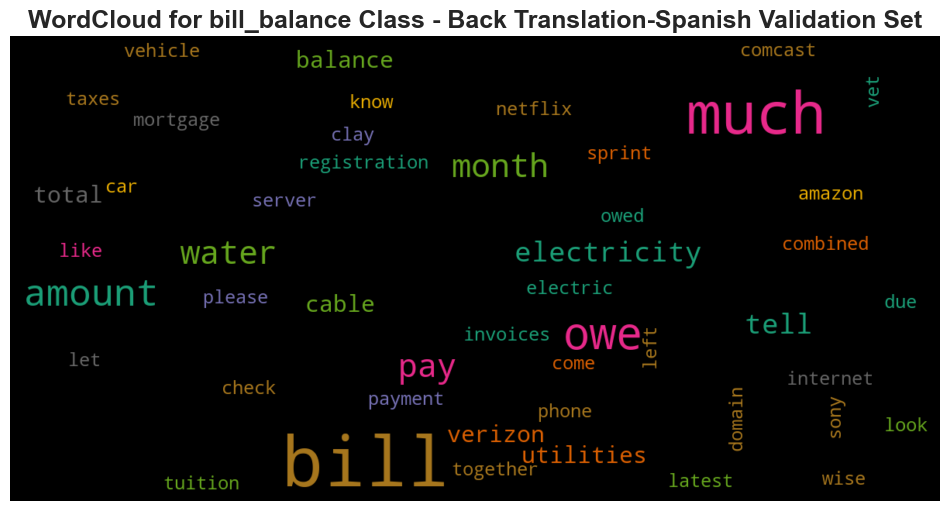 WordCloud for bill_balance Class - Back Translation-Spanish Validation Set
vehicle
balance
comcast
taxes
know
netflix
much
vet
mortgage
clay
registration
month
sprint
total
car
server
amazon
owed
like
water
electricity
combined
amount
please
cable
electric
due
invoices
owe
left
tell
let
pay
come
internet
check
payment
phone
domain
sony
look
bill
verizon
utilities
together
tuition
latest
wise